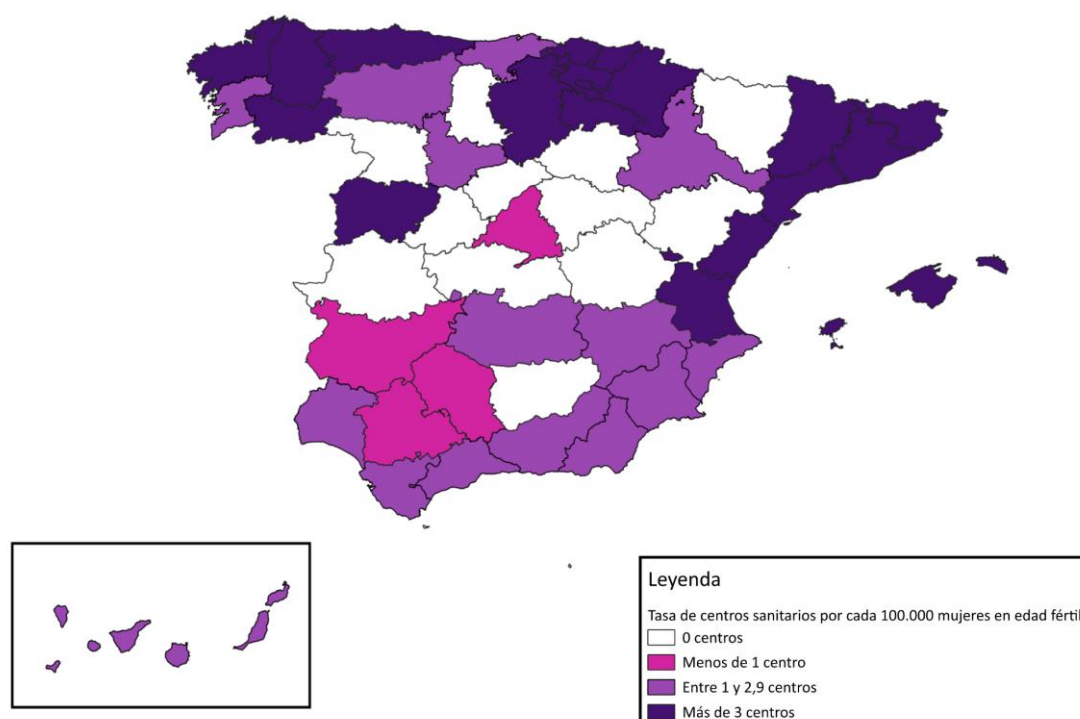 Leyenda
Tasa de centros sanitarios por cada 100.000 mujeres en edad fértil
0 centros
Menos de 1 centro
Entre 1 y 2,9 centros
Más de 3 centros